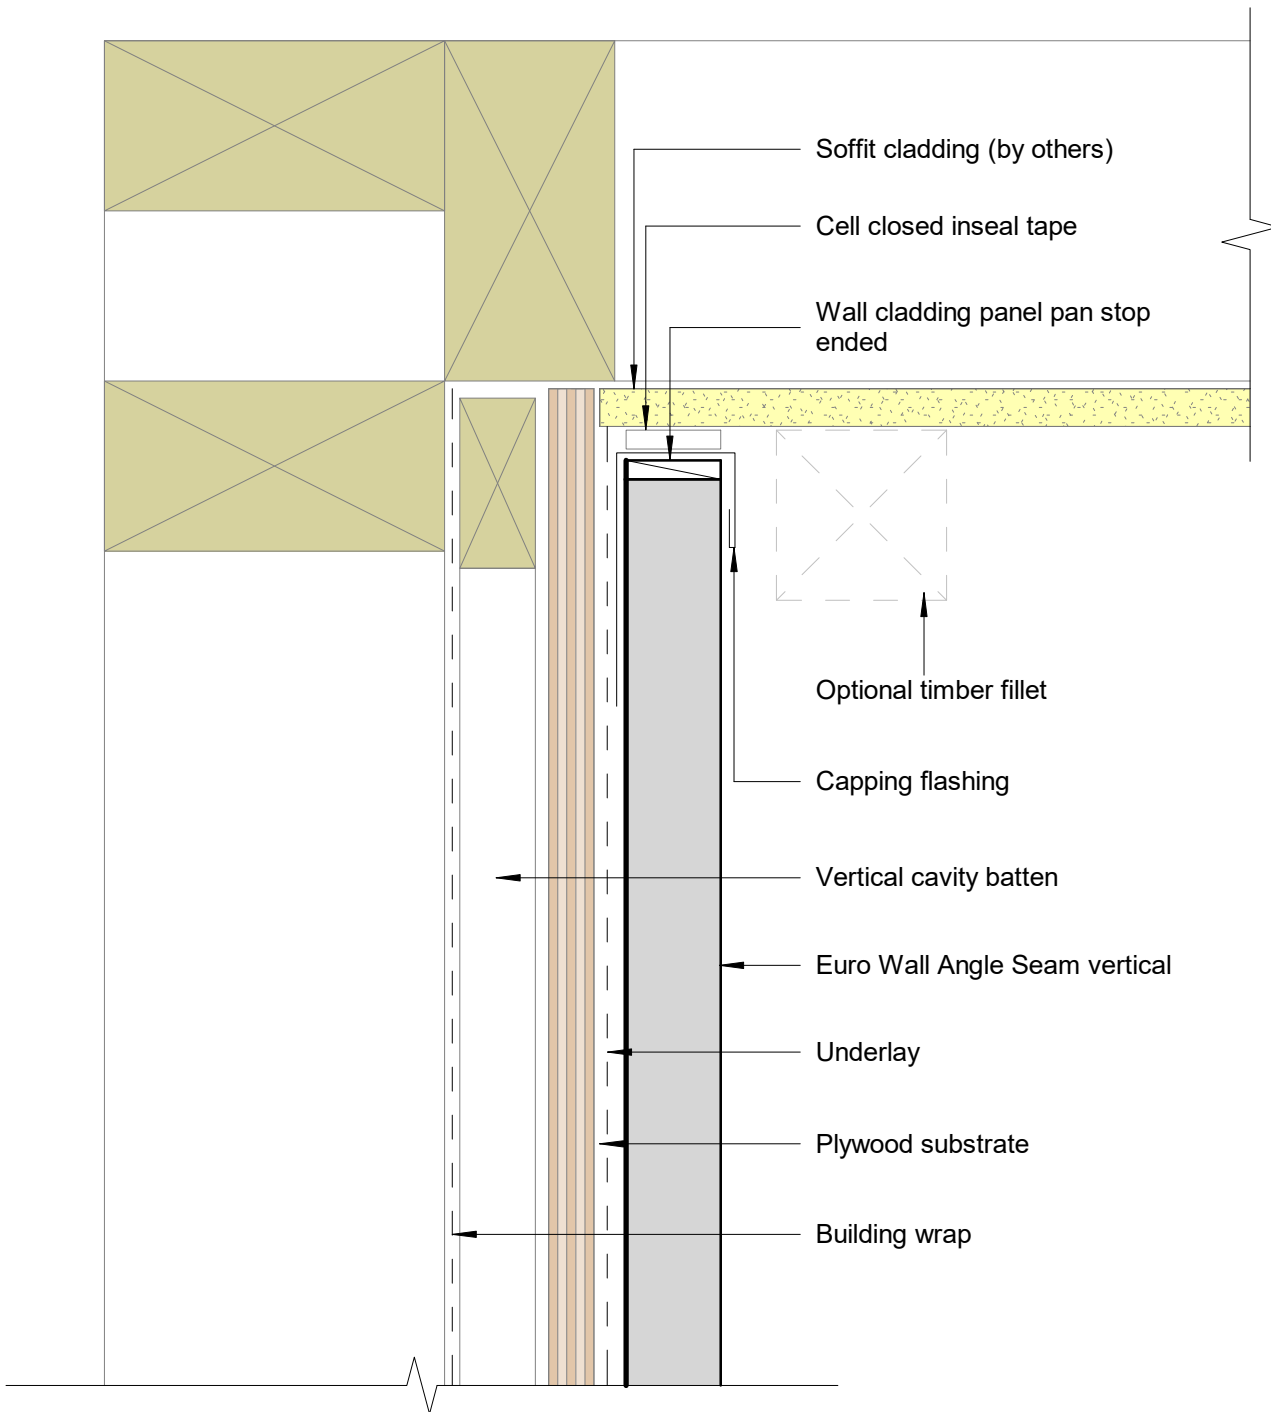 Soffit cladding (by others)
Cell closed inseal tape
Wall cladding panel pan stop
ended
Optional timber fillet
Capping flashing
Vertical cavity batten
Euro Wall Angle Seam vertical
Underlay
Plywood substrate
Building wrap